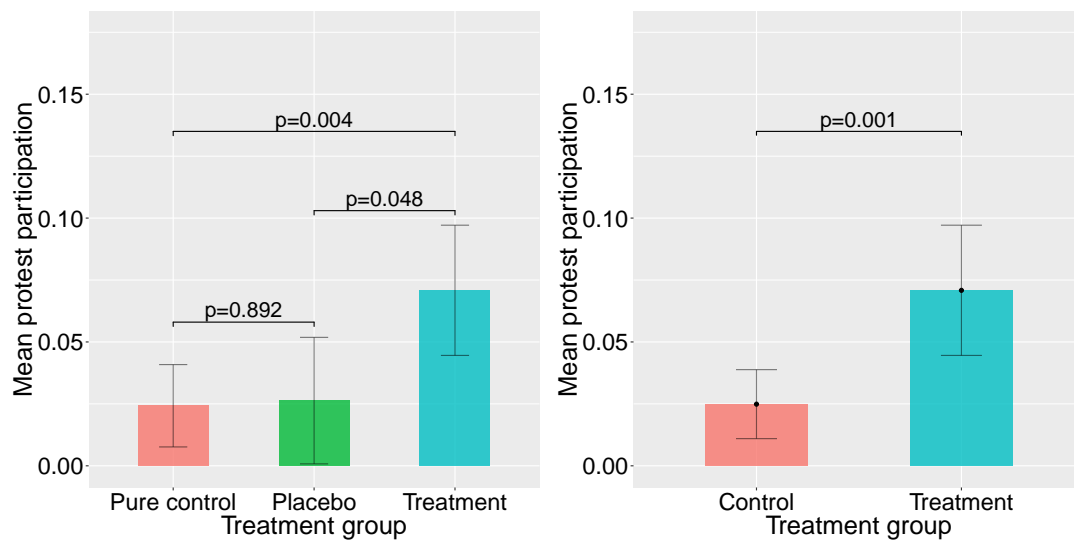 Mean protest participation
0.15
0.10
0.05
0.00
p=0.004
p=0.048
p=0.892
Pure control
Placebo
Treatment
Treatment group
Mean protest participation
0.15
0.10
0.05
0.00
p=0.001
Control
Treatment
Treatment group